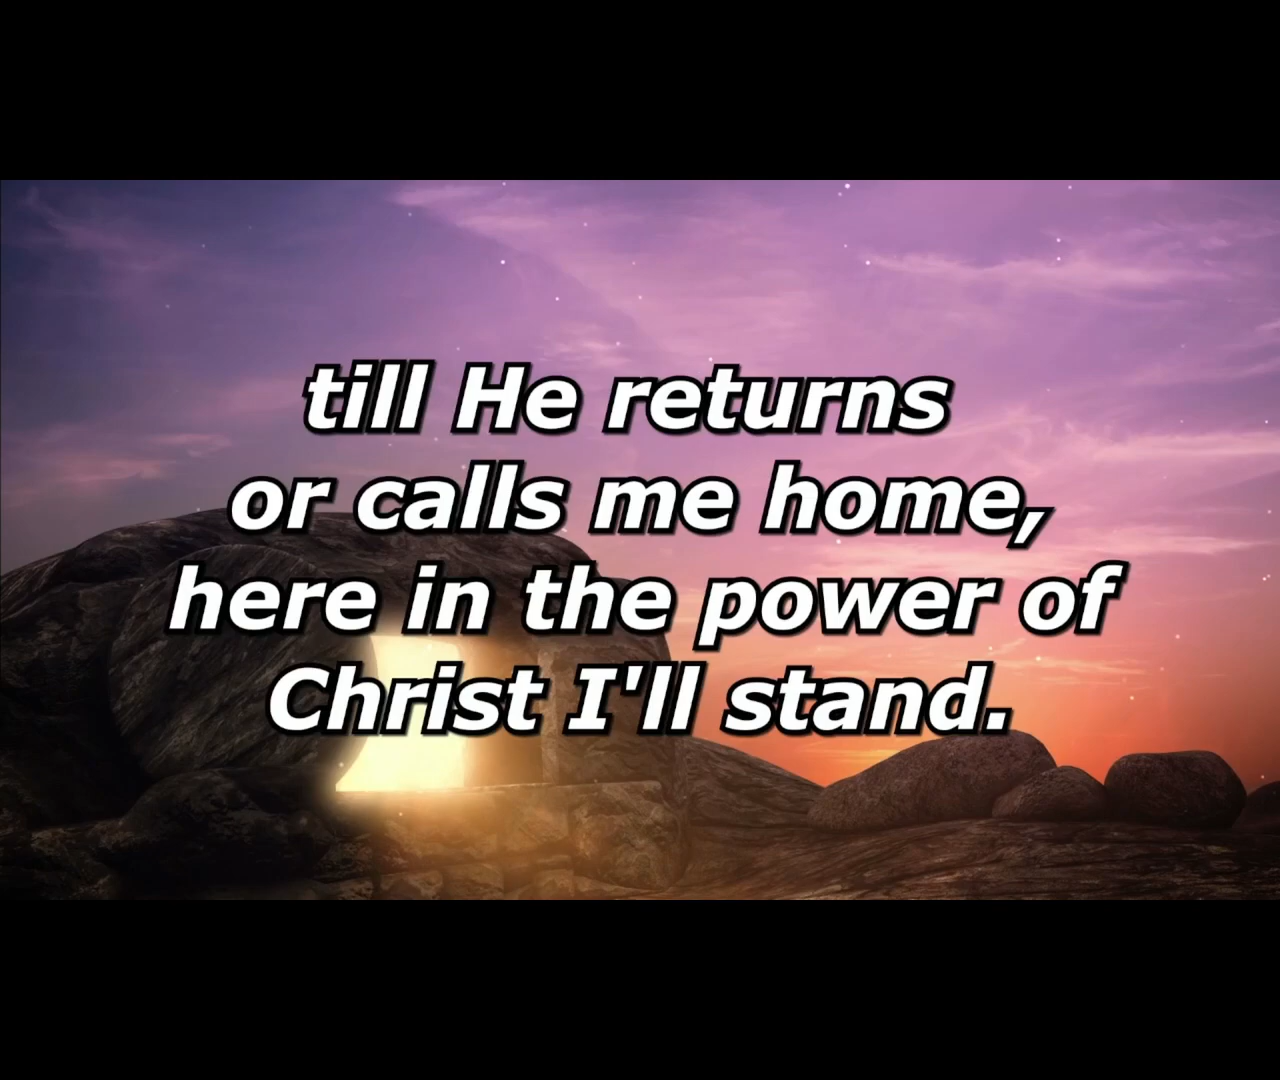 till He returns
or calls me home,
here in the power of
Christ I'll stand.